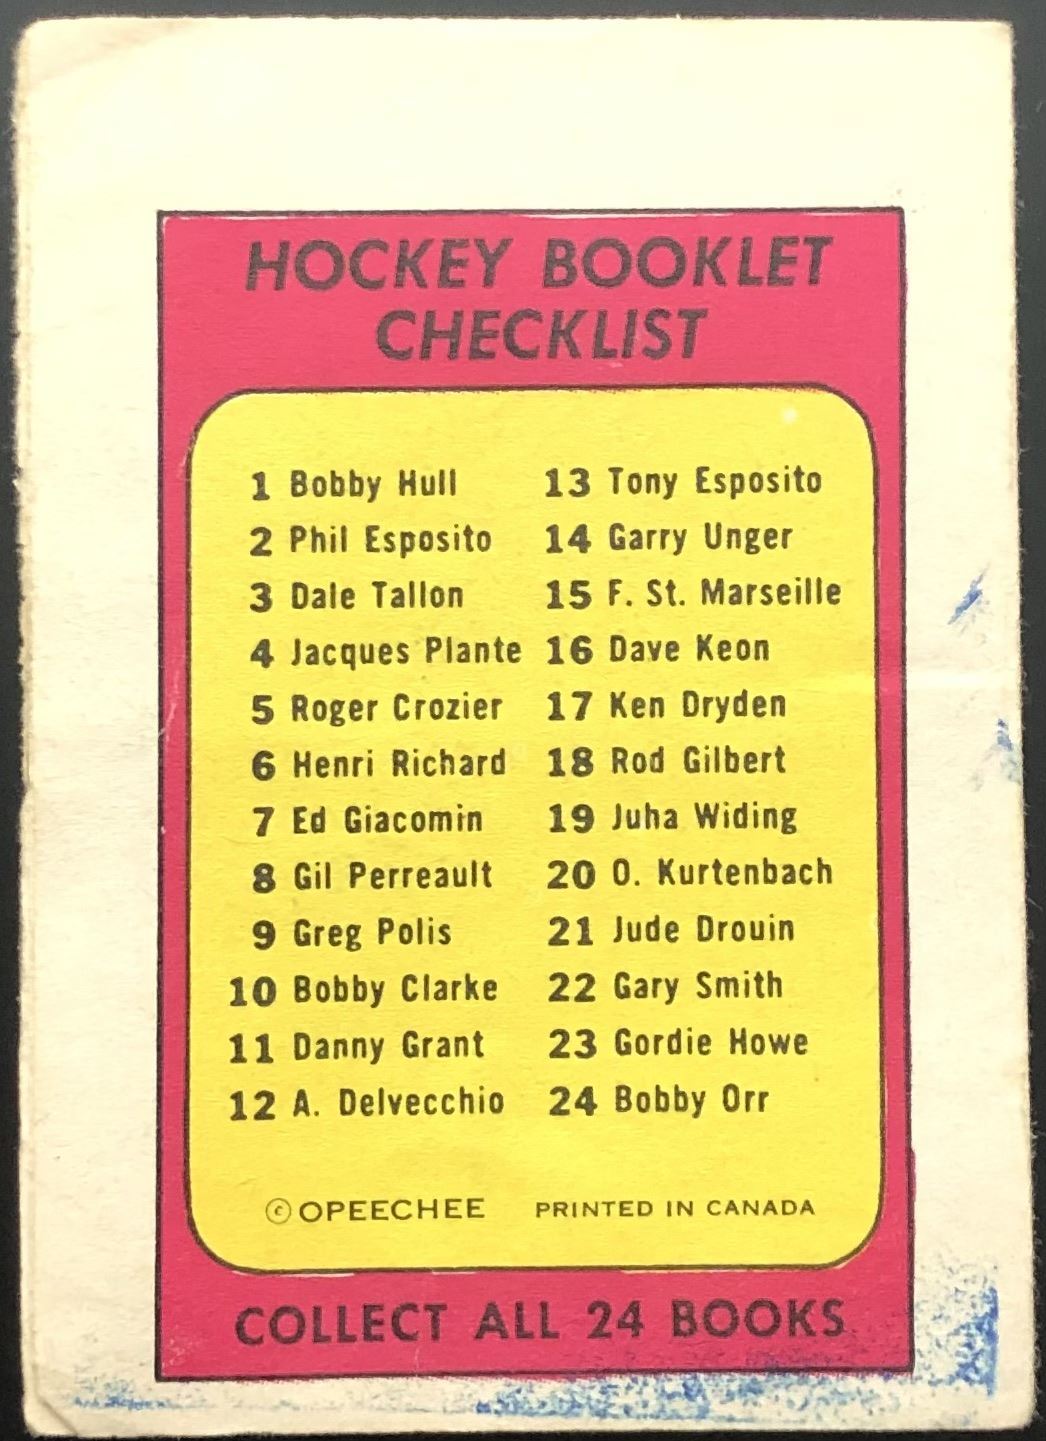 HOCKEY BOOKLET
CHECKLIST
1 Bobby Hull
2 Phil Esposito
3 Dale Tallon
4 Jacques Plante
5 Roger Crozier
6 Henri Richard
7 Ed Giacomin
8 Gil Perreault
9 Greg Polis
10 Bobby Clarke
11 Danny Grant
12 A. Delvecchio
13 Tony Esposito
14 Garry Unger
15 F. St. Marseille
16 Dave Keon
17 Ken Dryden
18 Rod Gilbert
19 Juha Widing
20 O. Kurtenbach
21 Jude Drouin
22 Gary Smith
23 Gordie Howe
24 Bobby Orr
© OPEECHEE PRINTED IN CANADA
COLLECT ALL 24 BOOKS